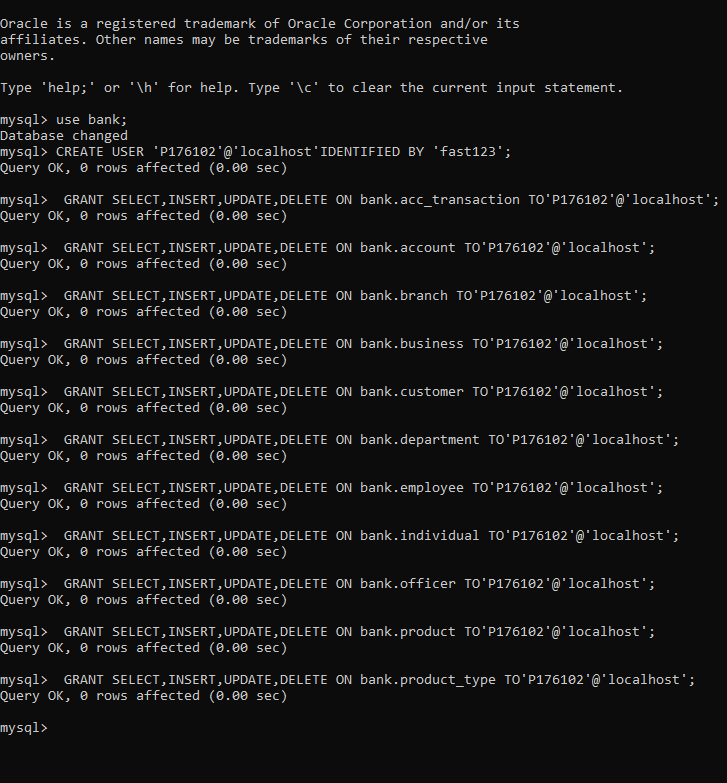 Oracle is a registered trademark of Oracle Corporation and/or its
affiliates. Other names may be trademarks of their respective
owners.
Type 'help;' or '\h' for help. Type '\c' to clear the current input statement.
mysql> use bank;
Database changed
mysql> CREATE USER 'P176102'@'localhost'IDENTIFIED BY 'fast123';
Query OK, 0 rows affected (0.00 sec)
mysql>  GRANT SELECT,INSERT,UPDATE,DELETE ON bank.acc_transaction TO'P176102'@'localhost';
Query OK, 0 rows affected (0.00 sec)
mysql>  GRANT SELECT,INSERT,UPDATE,DELETE ON bank.account TO'P176102'@'localhost';
Query OK, 0 rows affected (0.00 sec)
mysql>  GRANT SELECT,INSERT,UPDATE,DELETE ON bank.branch TO'P176102'@'localhost';
Query OK, 0 rows affected (0.00 sec)
mysql>  GRANT SELECT,INSERT,UPDATE,DELETE ON bank.business TO'P176102'@'localhost';
Query OK, 0 rows affected (0.00 sec)
mysql>  GRANT SELECT,INSERT,UPDATE,DELETE ON bank.customer TO'P176102'@'localhost';
Query OK, 0 rows affected (0.00 sec)
mysql>  GRANT SELECT,INSERT,UPDATE,DELETE ON bank.department TO'P176102'@'localhost';
Query OK, 0 rows affected (0.00 sec)
mysql>  GRANT SELECT,INSERT,UPDATE,DELETE ON bank.employee TO'P176102'@'localhost';
Query OK, 0 rows affected (0.00 sec)
mysql>  GRANT SELECT,INSERT,UPDATE,DELETE ON bank.individual TO'P176102'@'localhost';
Query OK, 0 rows affected (0.00 sec)
mysql>  GRANT SELECT,INSERT,UPDATE,DELETE ON bank.officer TO'P176102'@'localhost';
Query OK, 0 rows affected (0.00 sec)
mysql>  GRANT SELECT,INSERT,UPDATE,DELETE ON bank.product TO'P176102'@'localhost';
Query OK, 0 rows affected (0.00 sec)
mysql>  GRANT SELECT,INSERT,UPDATE,DELETE ON bank.product_type TO'P176102'@'localhost';
Query OK, 0 rows affected (0.00 sec)
mysql>